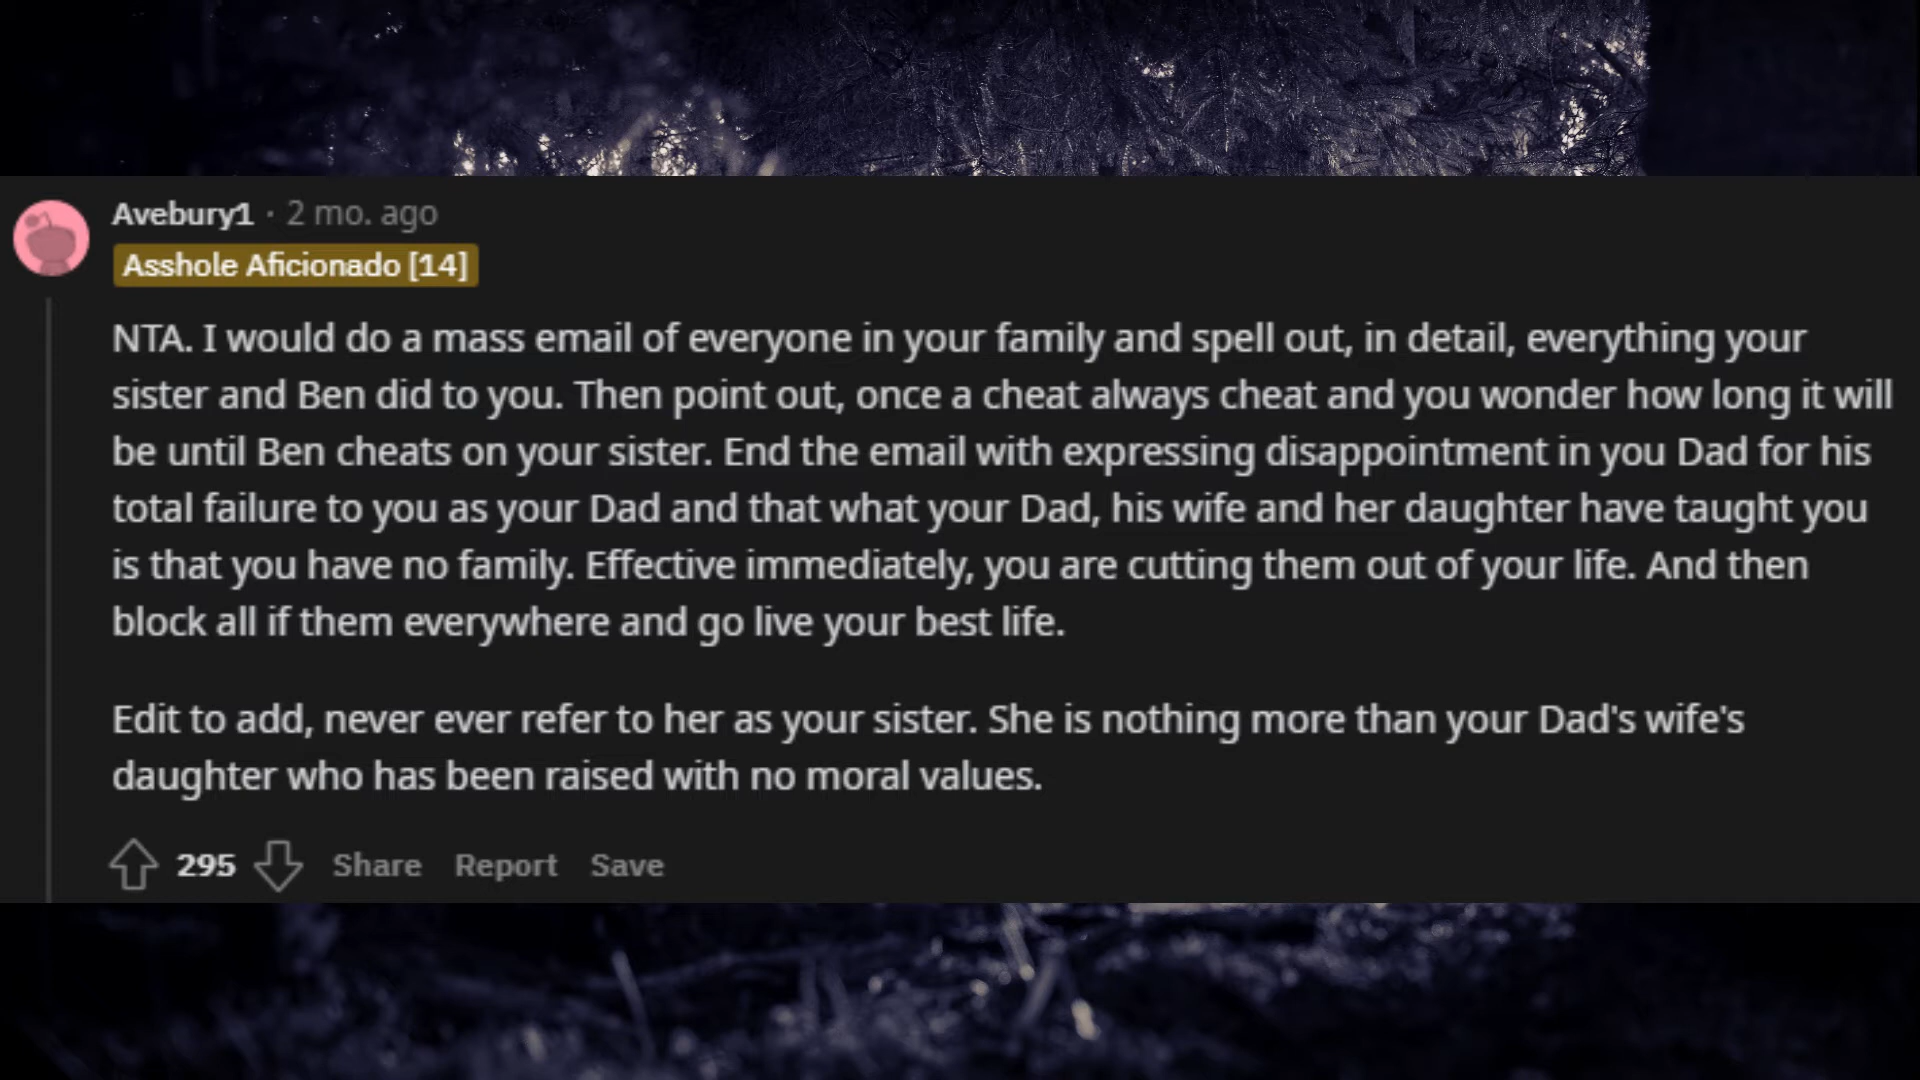 Avebury1 · 2 mo. ago
Asshole Aficionado [14]
NTA. I would do a mass email of everyone in your family and spell out, in detail, everything your
sister and Ben did to you. Then point out, once a cheat always cheat and you wonder how long it will
be until Ben cheats on your sister. End the email with expressing disappointment in you Dad for his
total failure to you as your Dad and that what your Dad, his wife and her daughter have taught you
is that you have no family. Effective immediately, you are cutting them out of your life. And then
block all if them everywhere and go live your best life.
Edit to add, never ever refer to her as your sister. She is nothing more than your Dad's wife's
daughter who has been raised with no moral values.
295 Share Report Save